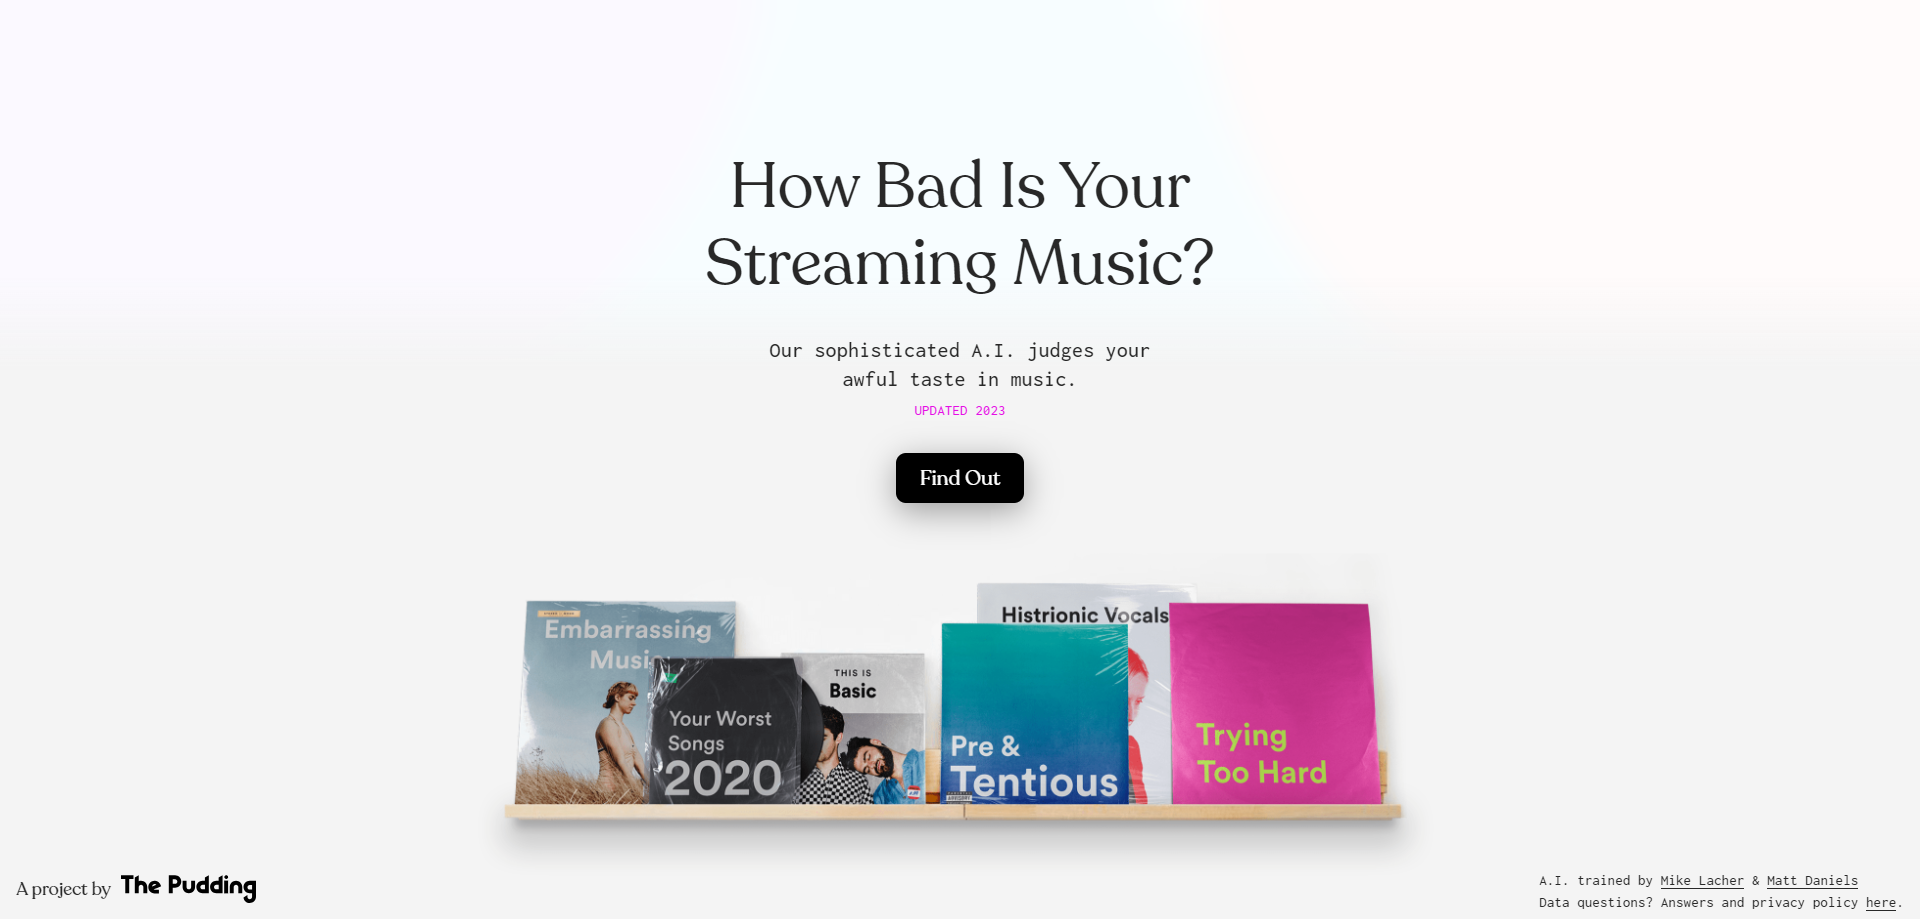 How Bad Is Your
Streaming Music?
Our sophisticated A.I. judges your
awful taste in music.
UPDATED 2023
Find Out
Embarrassing
Music
Your Worst
Songs
2020
THIS IS
Basic
Pre &
Tentious
Histrionic Vocals
Trying
Too Hard
A project by The Pudding
A.I. trained by Mike Lacher & Matt Daniels
Data questions? Answers and privacy policy here.